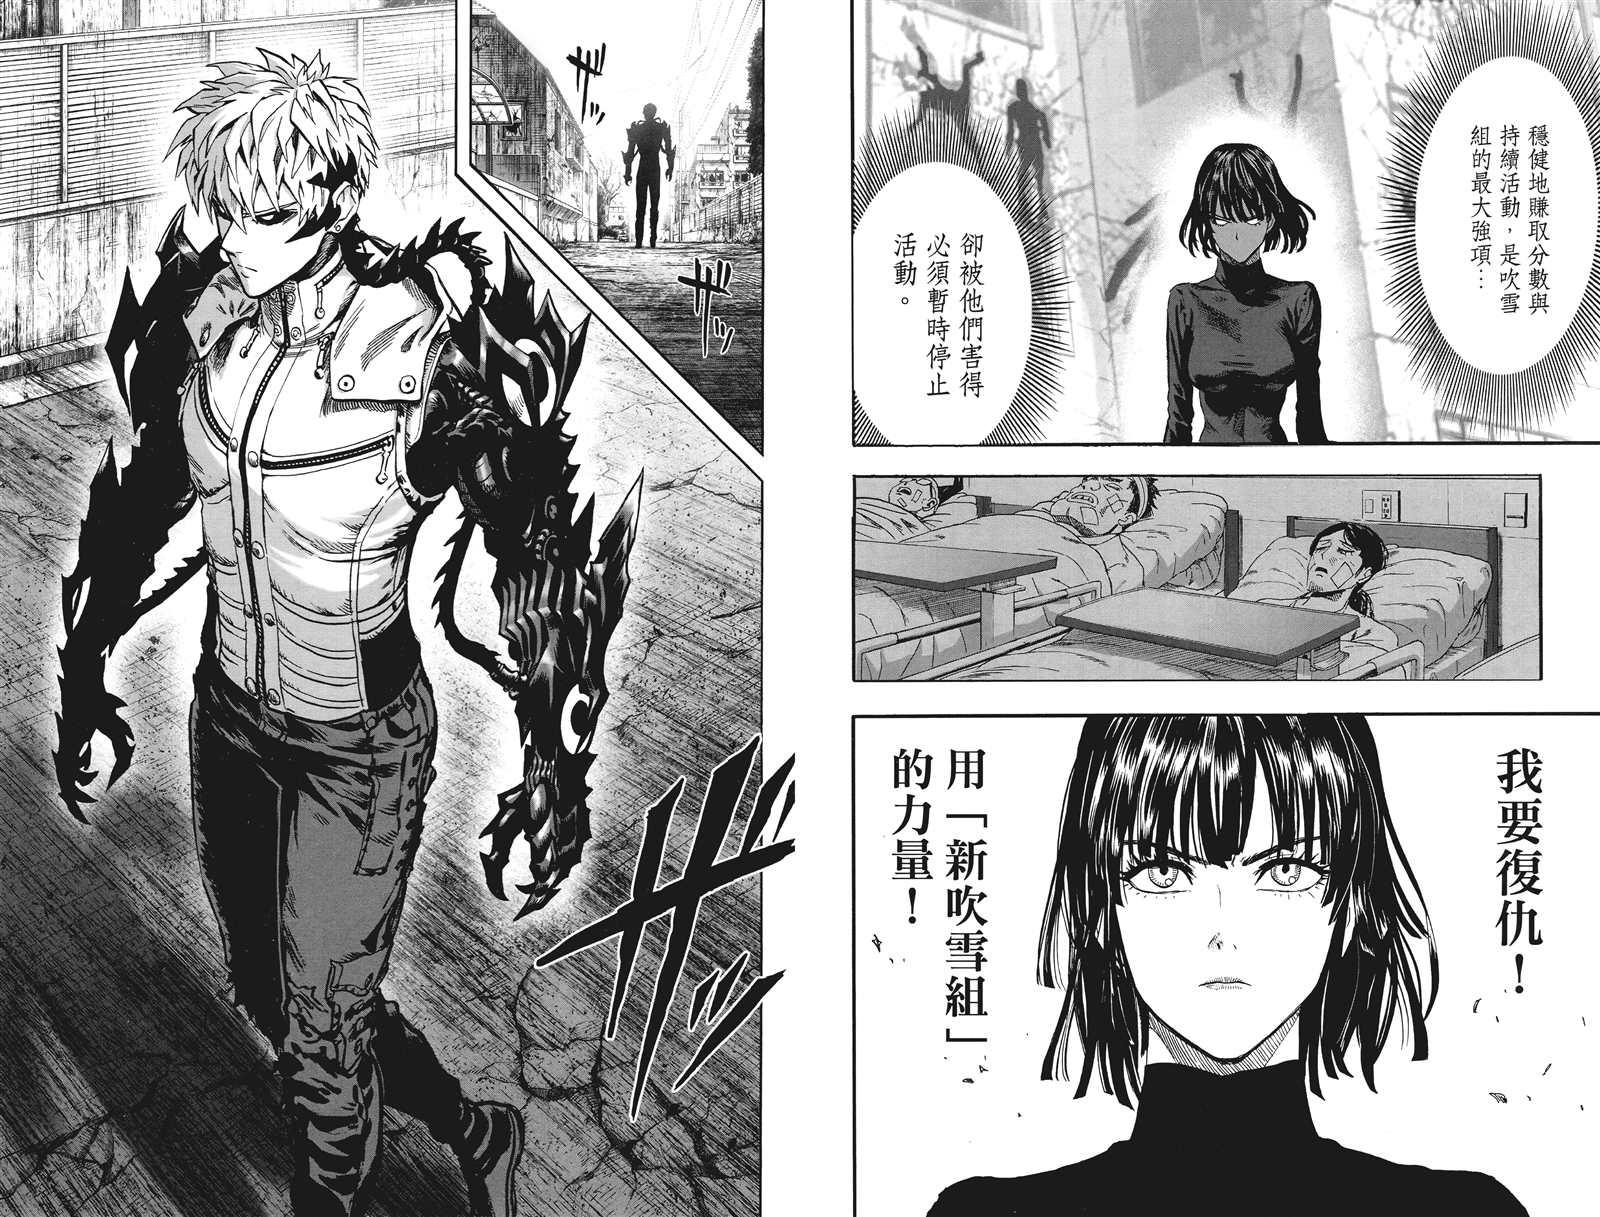 穩健地賺取分數與
持續活動，是吹雪
組的最大強項…
卻被他們害得
必須暫時停止
活動。
我要復仇！
用「新吹雪組」
的力量！
ザッ
ザッ
ザッ